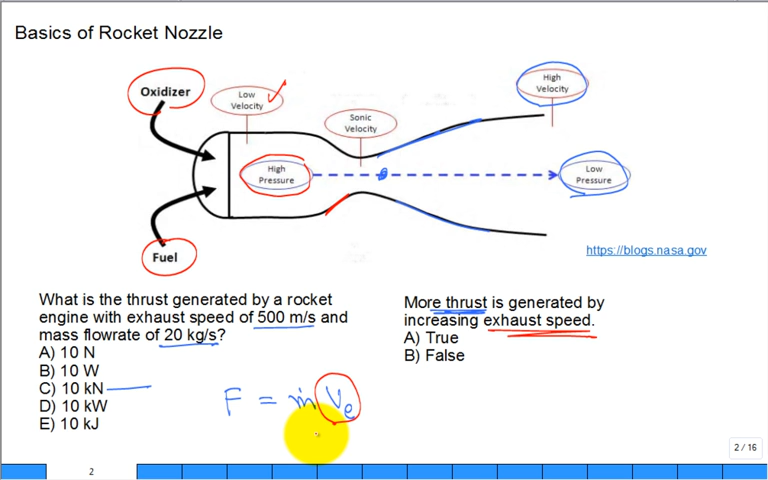 Basics of Rocket Nozzle
Oxidizer
Low
Velocity
Sonic
Velocity
High
Velocity
High
Pressure
Low
Pressure
Fuel
https://blogs.nasa.gov
What is the thrust generated by a rocket
engine with exhaust speed of 500 m/s and
mass flowrate of 20 kg/s?
A) 10 N
B) 10 W
C) 10 kN
D) 10 kW
E) 10 kJ
More thrust is generated by
increasing exhaust speed.
A) True
B) False
F = ṁ Ve
2 / 16
2